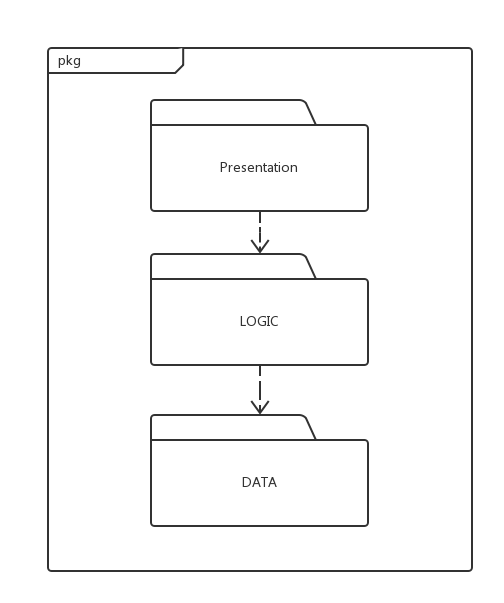 pkg
Presentation
LOGIC
DATA